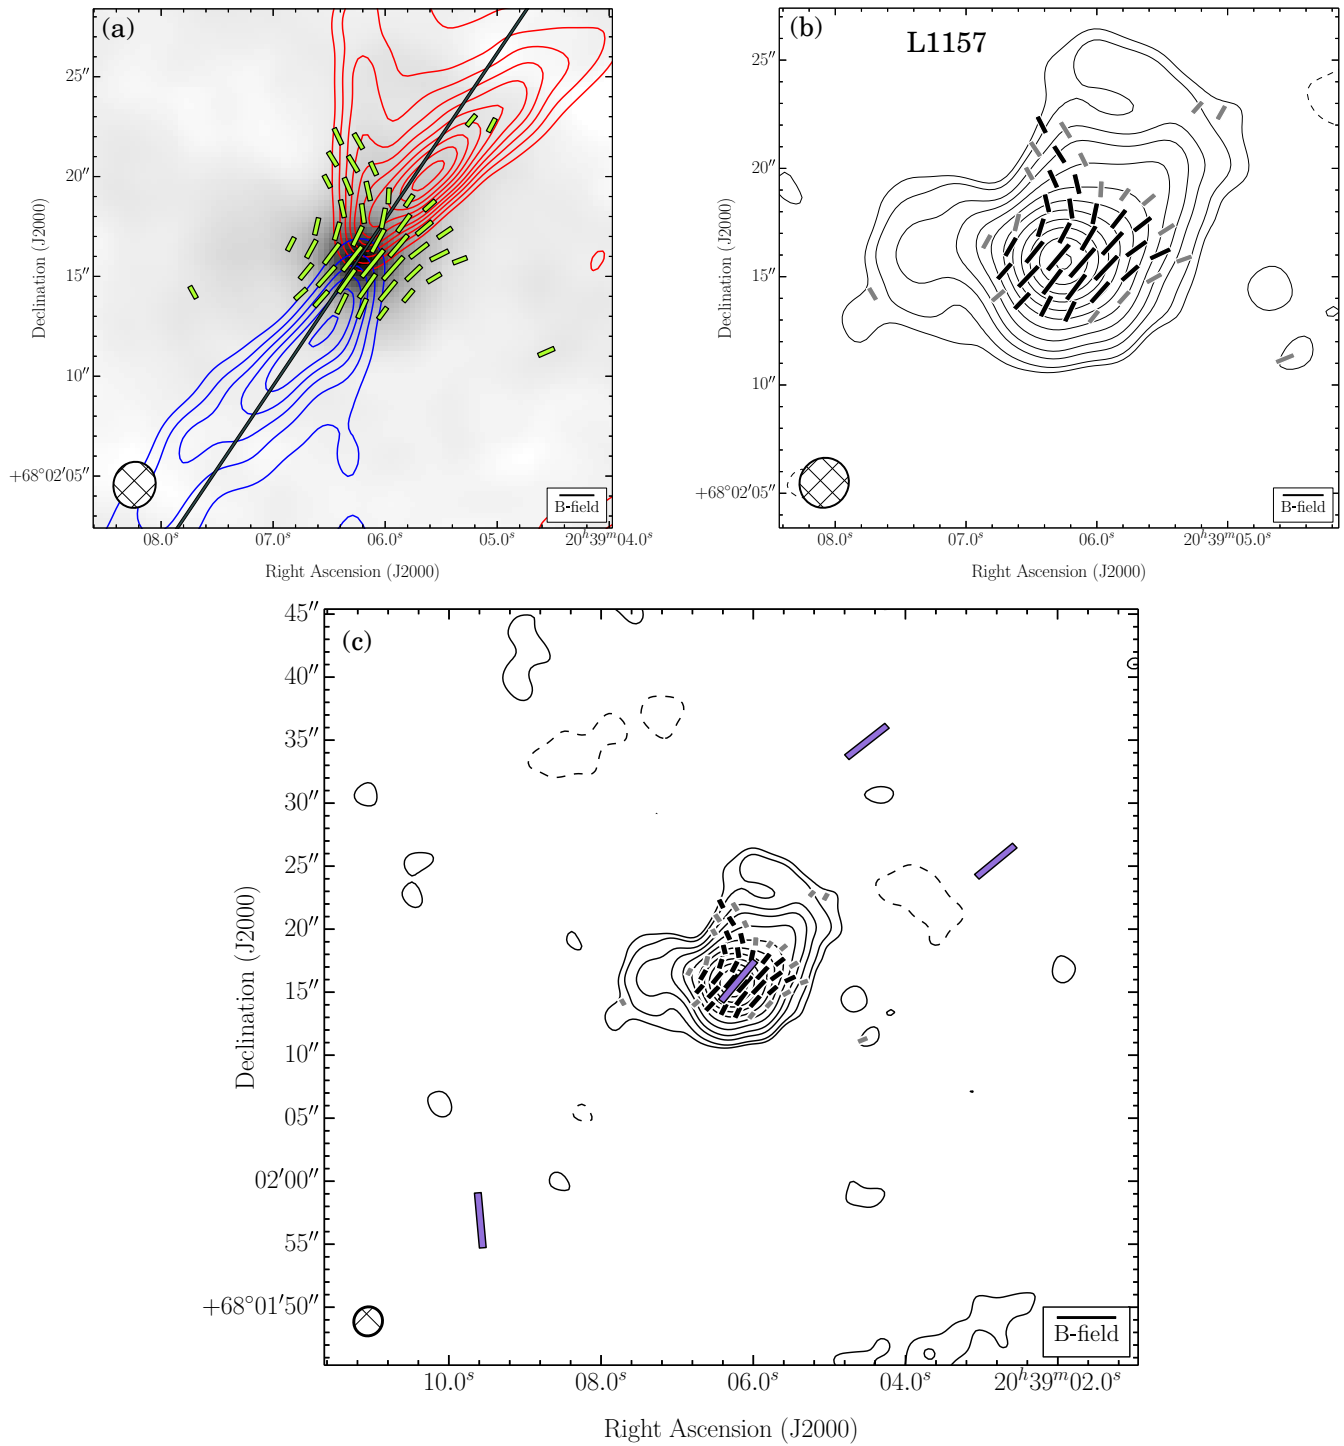 (a)
25″
20″
15″
10″
+68°02′05″
Declination (J2000)
08.0ˢ 07.0ˢ 06.0ˢ 05.0ˢ 20ʰ39ᵐ04.0ˢ
Right Ascension (J2000)
B-field
(b)
L1157
25″
20″
15″
10″
+68°02′05″
Declination (J2000)
08.0ˢ 07.0ˢ 06.0ˢ 20ʰ39ᵐ05.0ˢ
Right Ascension (J2000)
B-field
(c)
45″
40″
35″
30″
25″
20″
15″
10″
05″
02′00″
55″
+68°01′50″
Declination (J2000)
10.0ˢ 08.0ˢ 06.0ˢ 04.0ˢ 20ʰ39ᵐ02.0ˢ
Right Ascension (J2000)
B-field